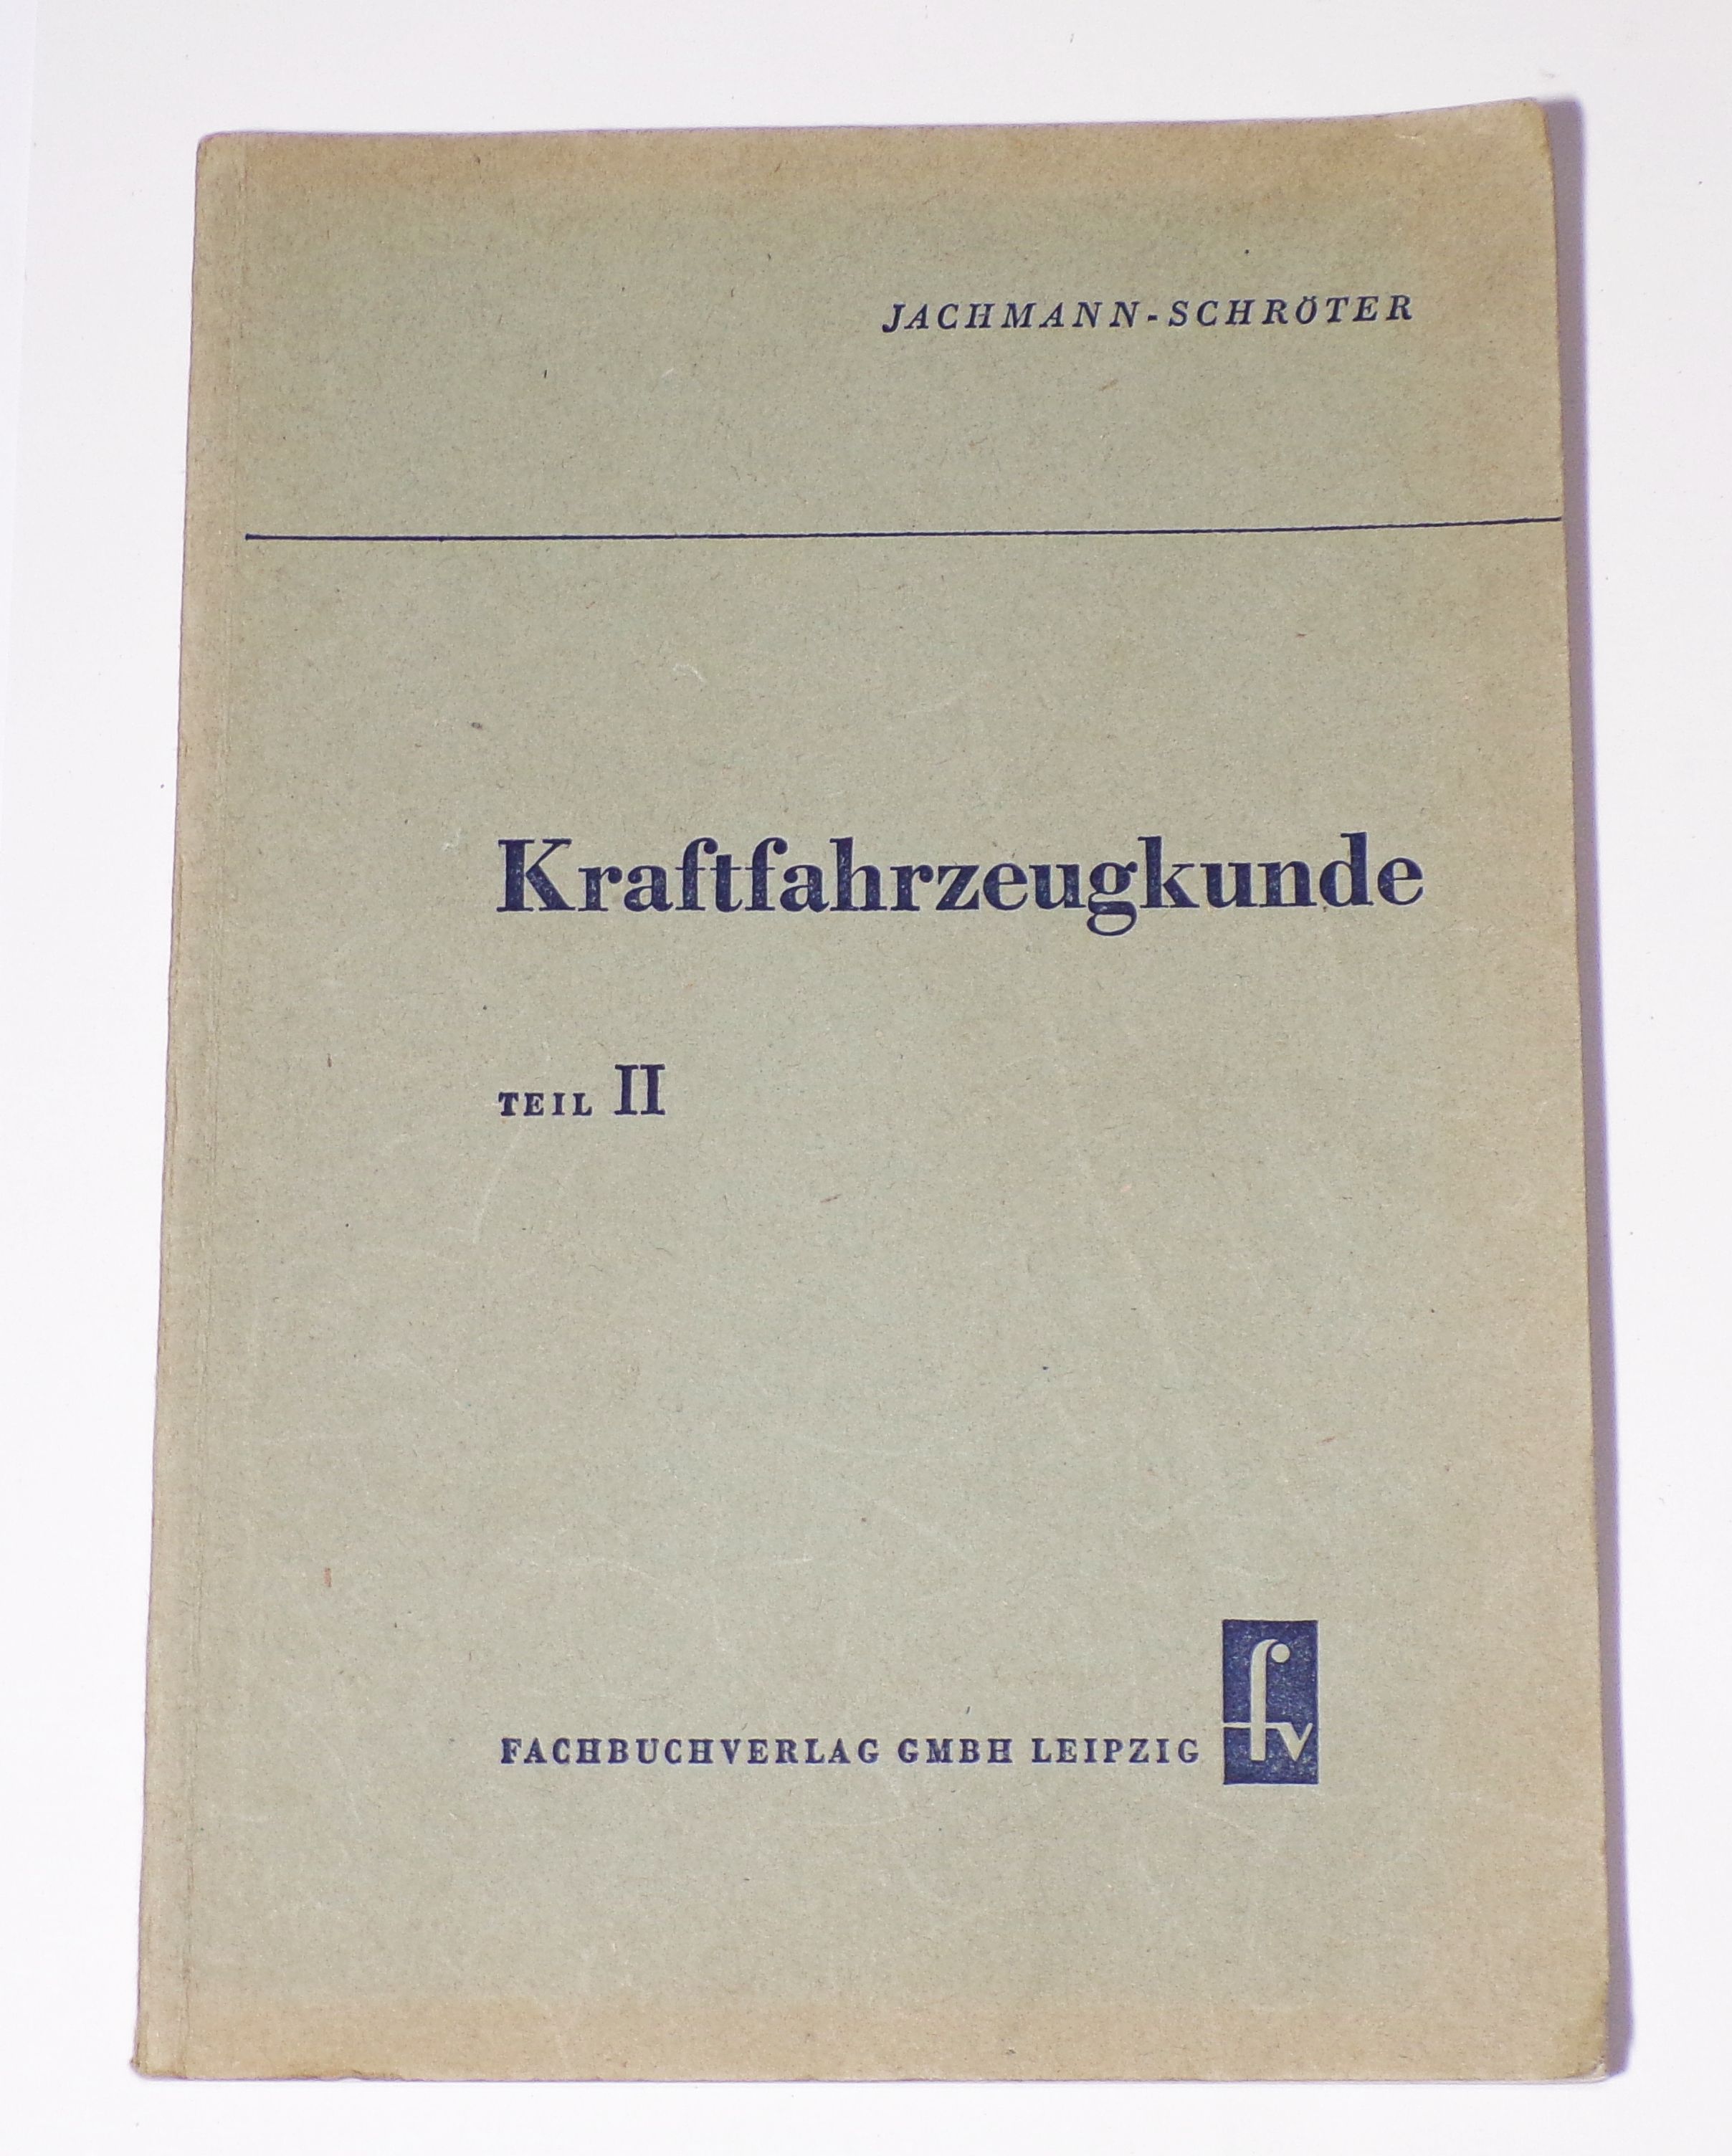 JACHMANN-SCHRÖTER
Kraftfahrzeugkunde
TEIL II
FACHBUCHVERLAG GMBH LEIPZIG
fv